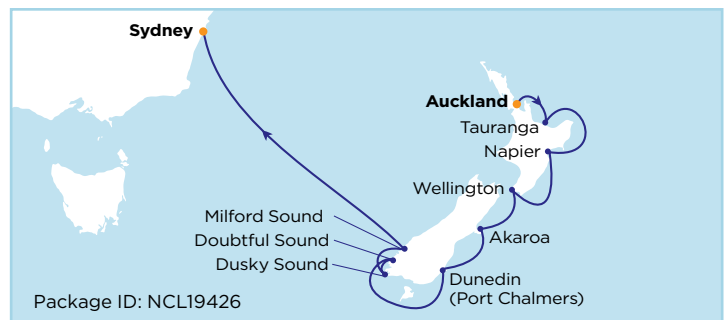 Sydney
Auckland
Tauranga
Napier
Wellington
Milford Sound
Doubtful Sound
Dusky Sound
Akaroa
Dunedin
(Port Chalmers)
Package ID: NCL19426